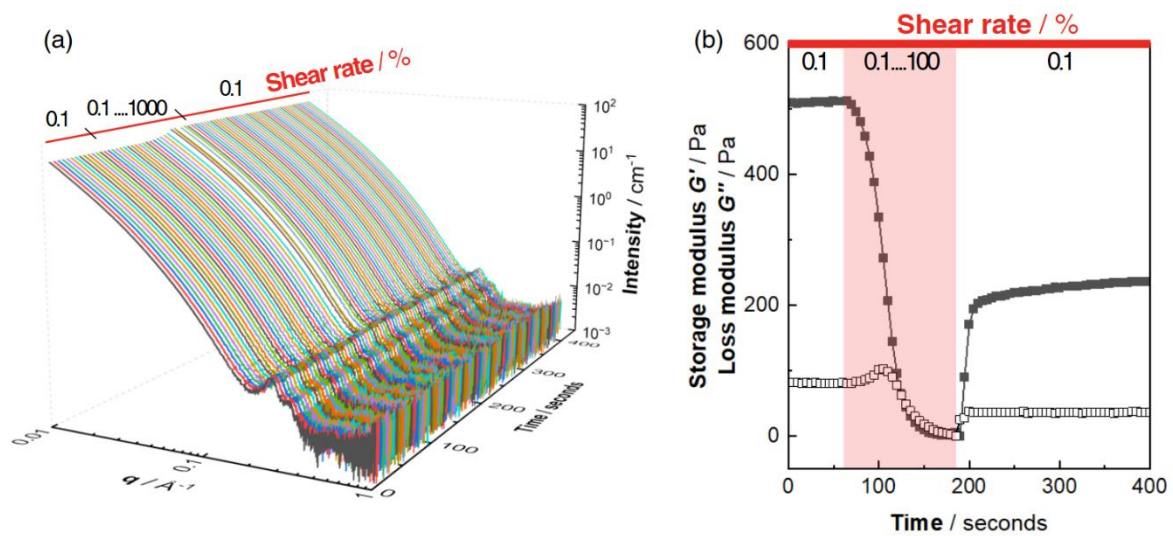 (a)
0.1
0.1....1000
0.1
Shear rate / %
10²
10¹
10⁰
10⁻¹
10⁻²
10⁻³
Intensity / cm⁻¹
0.01
0.1
1
q / Å⁻¹
0
100
200
300
400
Time / seconds
(b)
Shear rate / %
0.1
0.1....100
0.1
600
400
200
0
Storage modulus G' / Pa
Loss modulus G'' / Pa
0
100
200
300
400
Time / seconds